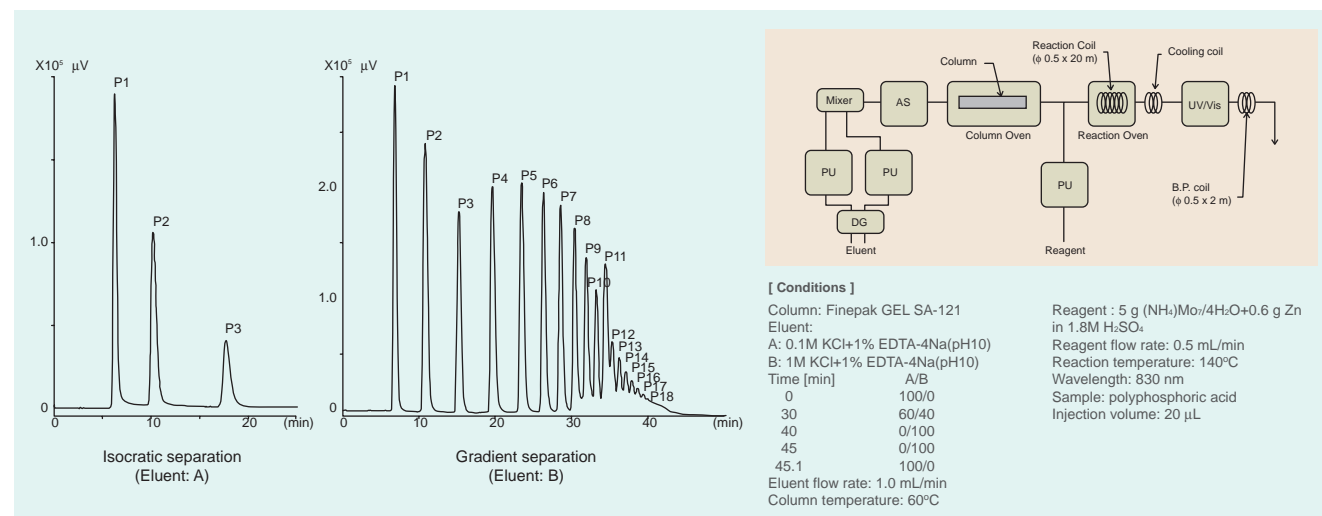 X10⁵ μV
P1
P2
P3
1.0
0
0
10
20
(min)
Isocratic separation
(Eluent: A)
X10⁵ μV
P1
P2
P3
P4
P5
P6
P7
P8
P9
P10
P11
P12
P13
P14
P15
P16
P17
P18
2.0
1.0
0
0
10
20
30
40
(min)
Gradient separation
(Eluent: B)
Reaction Coil
(ϕ 0.5 x 20 m)
Cooling coil
Column
Mixer
AS
UV/Vis
Column Oven
Reaction Oven
PU
PU
PU
B.P. coil
(ϕ 0.5 x 2 m)
DG
Eluent
Reagent
[ Conditions ]
Column: Finepak GEL SA-121
Eluent:
A: 0.1M KCl+1% EDTA-4Na(pH10)
B: 1M KCl+1% EDTA-4Na(pH10)
Time [min] A/B
0 100/0
30 60/40
40 0/100
45 0/100
45.1 100/0
Eluent flow rate: 1.0 mL/min
Column temperature: 60ºC
Reagent : 5 g (NH₄)Mo₇/4H₂O+0.6 g Zn
in 1.8M H₂SO₄
Reagent flow rate: 0.5 mL/min
Reaction temperature: 140ºC
Wavelength: 830 nm
Sample: polyphosphoric acid
Injection volume: 20 μL